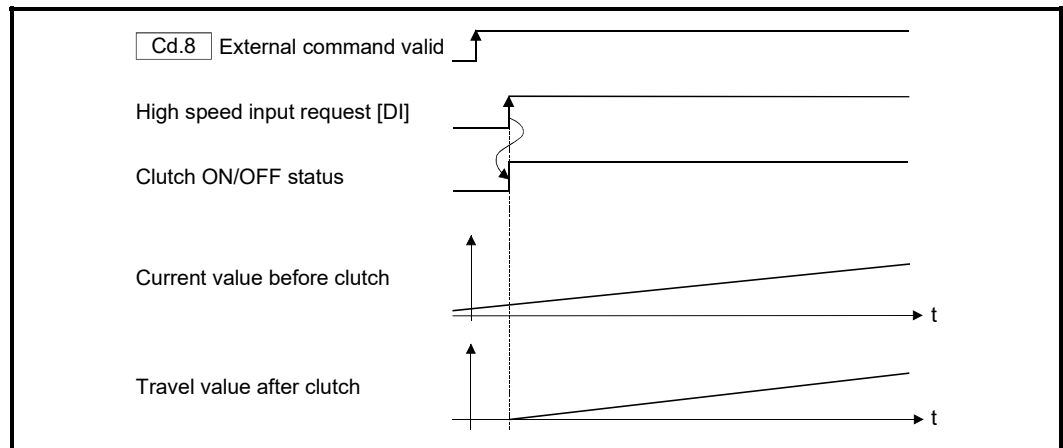 Cd.8 External command valid
High speed input request [DI]
Clutch ON/OFF status
Current value before clutch
t
Travel value after clutch
t